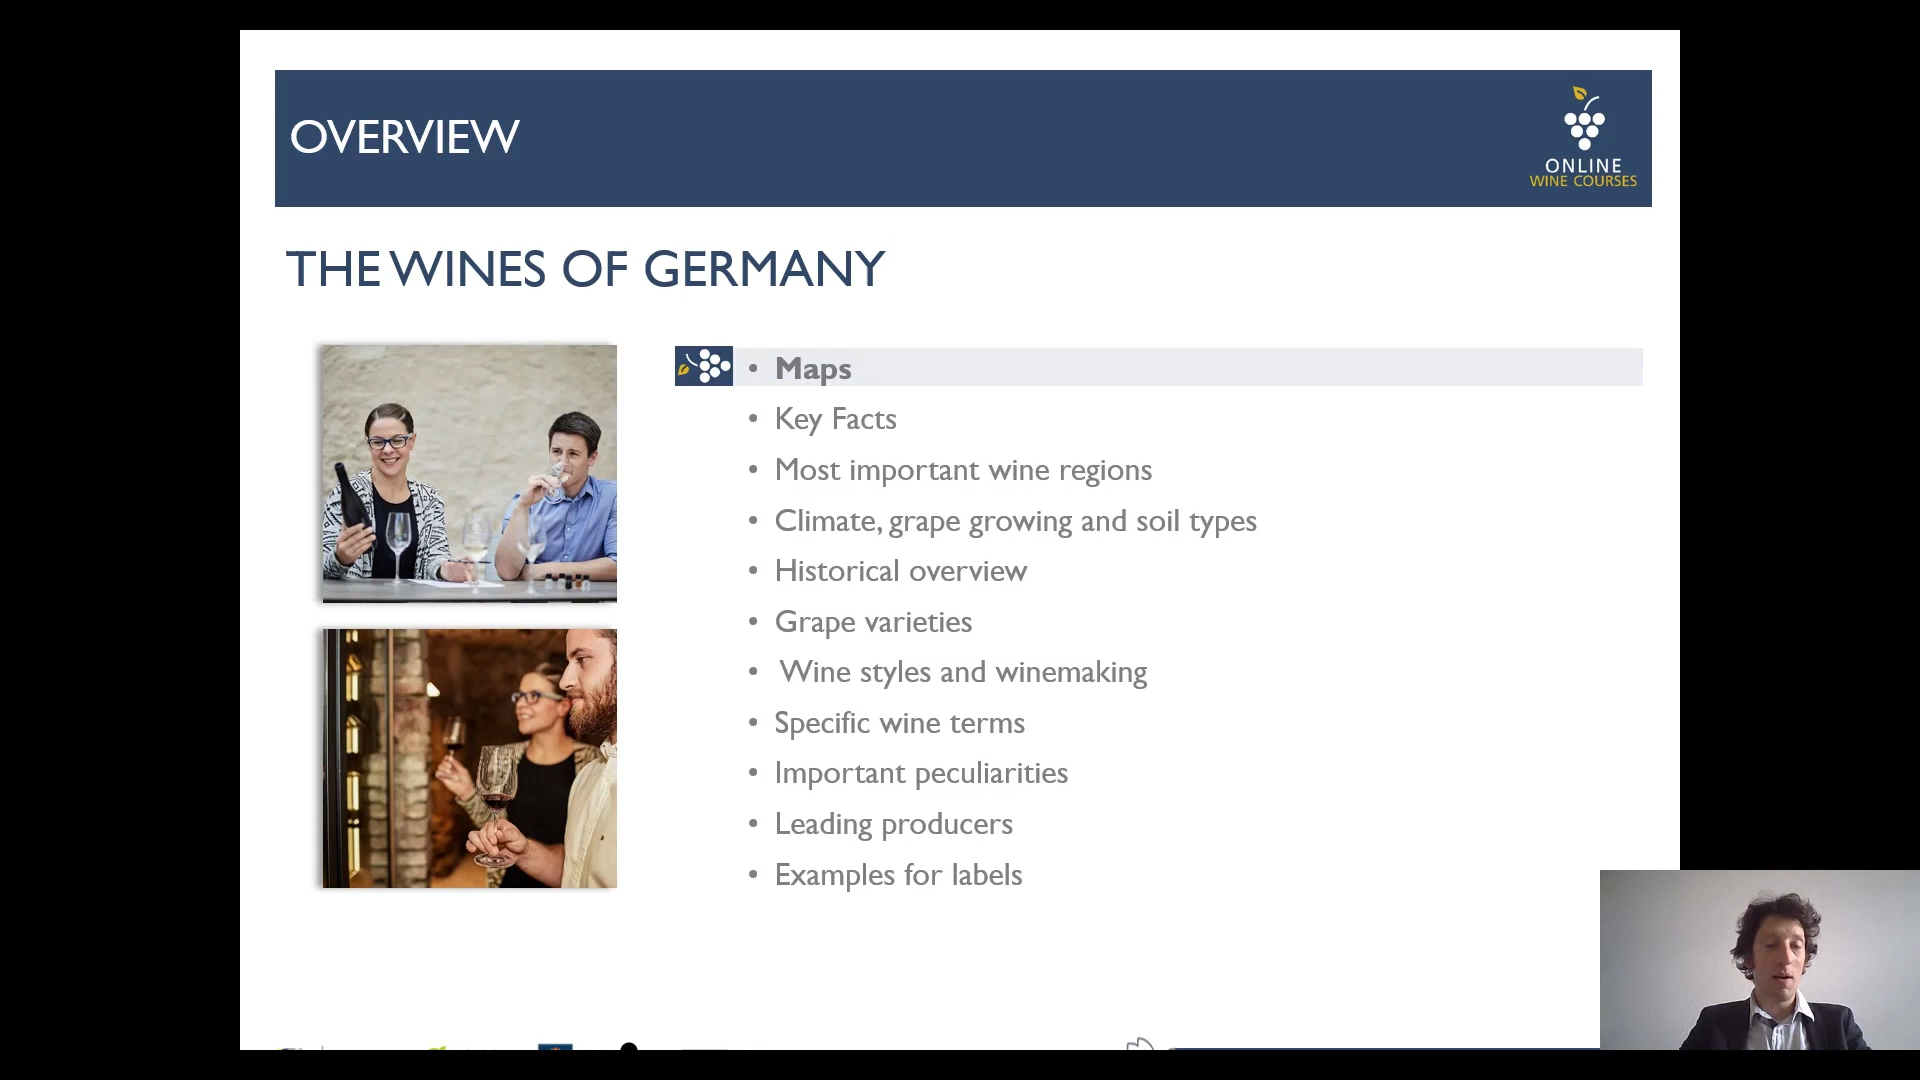 OVERVIEW
ONLINE
WINE COURSES
THE WINES OF GERMANY
• Maps
• Key Facts
• Most important wine regions
• Climate, grape growing and soil types
• Historical overview
• Grape varieties
• Wine styles and winemaking
• Specific wine terms
• Important peculiarities
• Leading producers
• Examples for labels